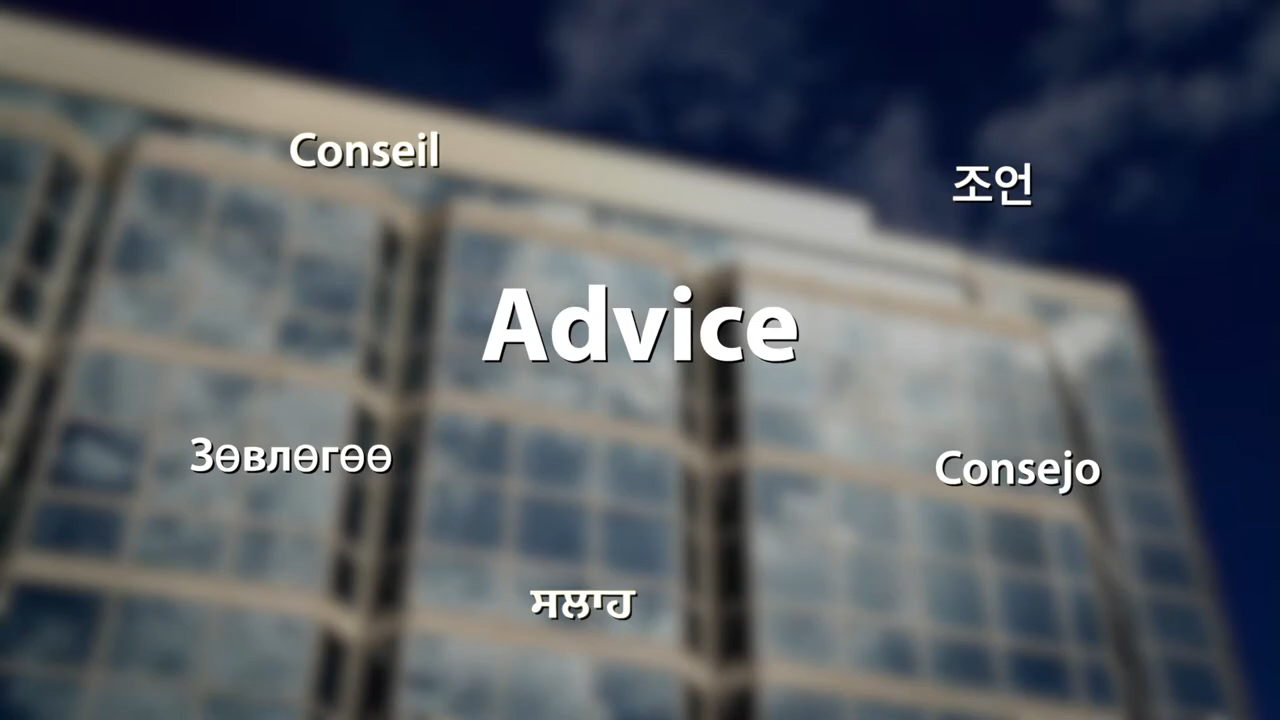 Conseil
조언
Advice
Зөвлөгөө
Consejo
ਸਲਾਹ